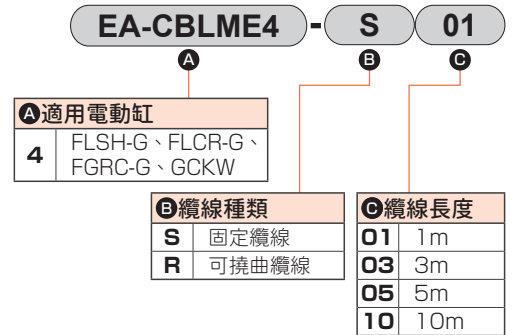 EA-CBLME4 - S 01
A B C
A適用電動缸
4 FLSH-G、FLCR-G、
FGRC-G、GCKW
B纜線種類
S 固定纜線
R 可撓曲纜線
C纜線長度
01 1m
03 3m
05 5m
10 10m